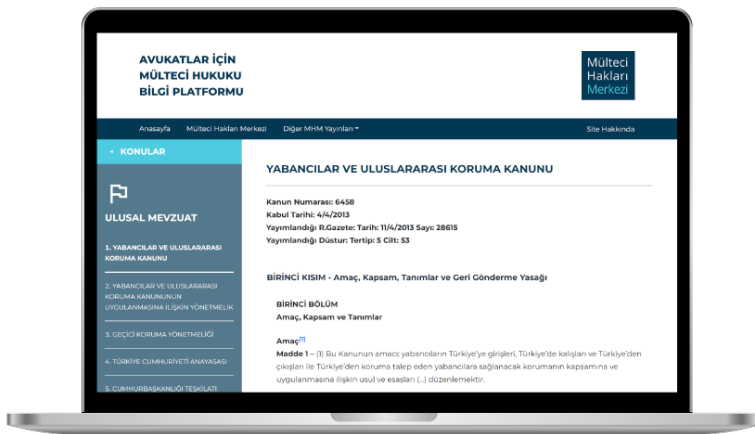 AVUKATLAR İÇİN
MÜLTECİ HUKUKU
BİLGİ PLATFORMU
Mülteci
Hakları
Merkezi
Anasayfa Mülteci Hakları Merkezi Diğer MHM Yayınları Site Hakkında
KONULAR
ULUSAL MEVZUAT
1. YABANCILAR VE ULUSLARARASI
KORUMA KANUNU
2. YABANCILAR VE ULUSLARARASI
KORUMA KANUNUNUN
UYGULANMASINA İLİŞKİN YÖNETMELİK
3. GEÇİCİ KORUMA YÖNETMELİĞİ
4. TÜRKİYE CUMHURİYETİ ANAYASASI
5. CUMHURBAŞKANLIĞI TEŞKİLATI
YABANCILAR VE ULUSLARARASI KORUMA KANUNU
Kanun Numarası: 6458
Kabul Tarihi: 4/4/2013
Yayımlandığı R.Gazete: Tarih: 11/4/2013 Sayı: 28615
Yayımlandığı Düstur: Tertip: 5 Cilt: 53
BİRİNCİ KISIM - Amaç, Kapsam, Tanımlar ve Geri Gönderme Yasağı
BİRİNCİ BÖLÜM
Amaç, Kapsam ve Tanımlar
Amaç[1]
Madde 1 – (1) Bu Kanunun amacı; yabancıların Türkiye'ye girişleri, Türkiye'de kalışları ve Türkiye'den
çıkışları ile Türkiye'den koruma talep eden yabancılara sağlanacak korumanın kapsamına ve
uygulanmasına ilişkin usul ve esasları (...) düzenlemektir.